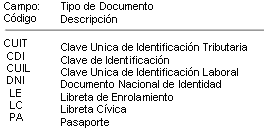 Campo: Tipo de Documento
Código Descripción
CUIT Clave Unica de Identificación Tributaria
CDI Clave de Identificación
CUIL Clave Unica de Identificación Laboral
DNI Documento Nacional de Identidad
LE Libreta de Enrolamiento
LC Libreta Cívica
PA Pasaporte